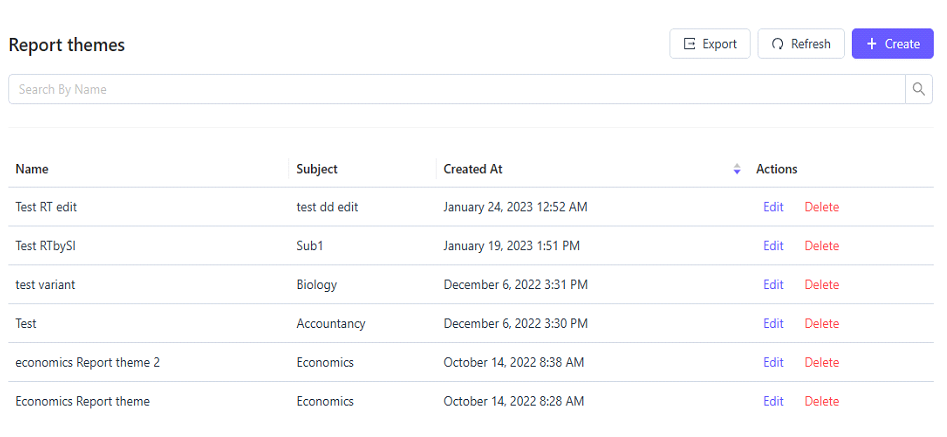 Report themes
Export
Refresh
Create
Search By Name
Name Subject Created At Actions
Test RT edit test dd edit January 24, 2023 12:52 AM Edit Delete
Test RTbySI Sub1 January 19, 2023 1:51 PM Edit Delete
test variant Biology December 6, 2022 3:31 PM Edit Delete
Test Accountancy December 6, 2022 3:30 PM Edit Delete
economics Report theme 2 Economics October 14, 2022 8:38 AM Edit Delete
Economics Report theme Economics October 14, 2022 8:28 AM Edit Delete